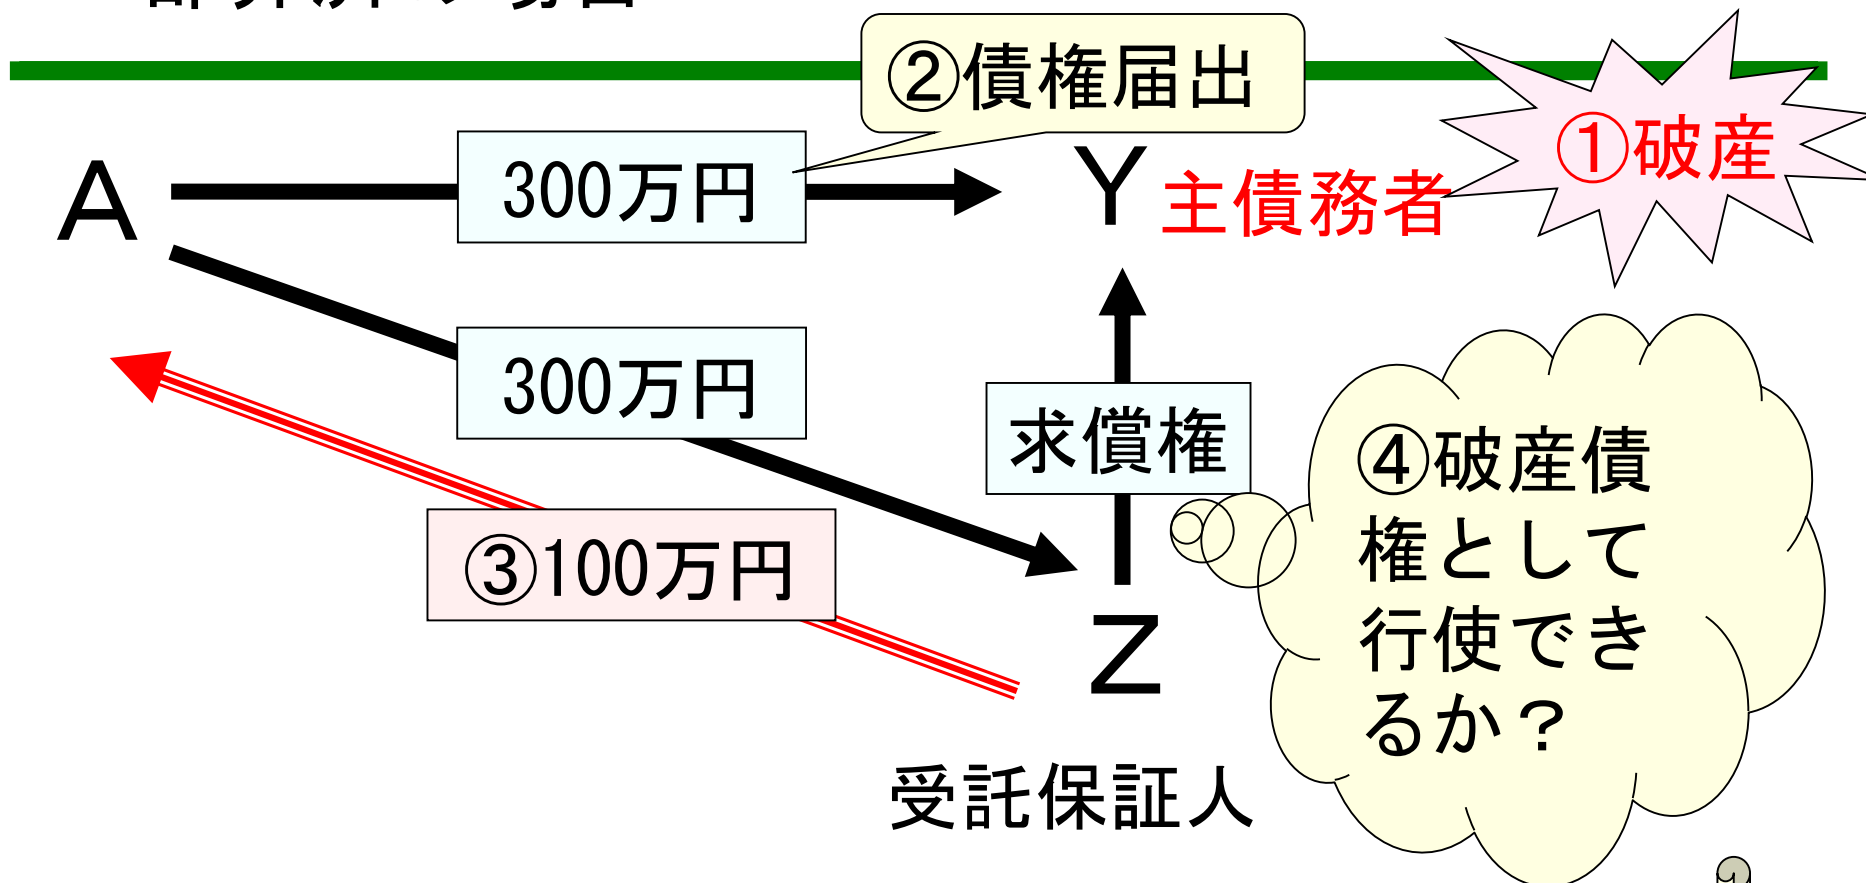 ②債権届出
①破産
A
300万円
Y
主債務者
300万円
求償権
③100万円
④破産債
権として
行使でき
るか？
Z
受託保証人